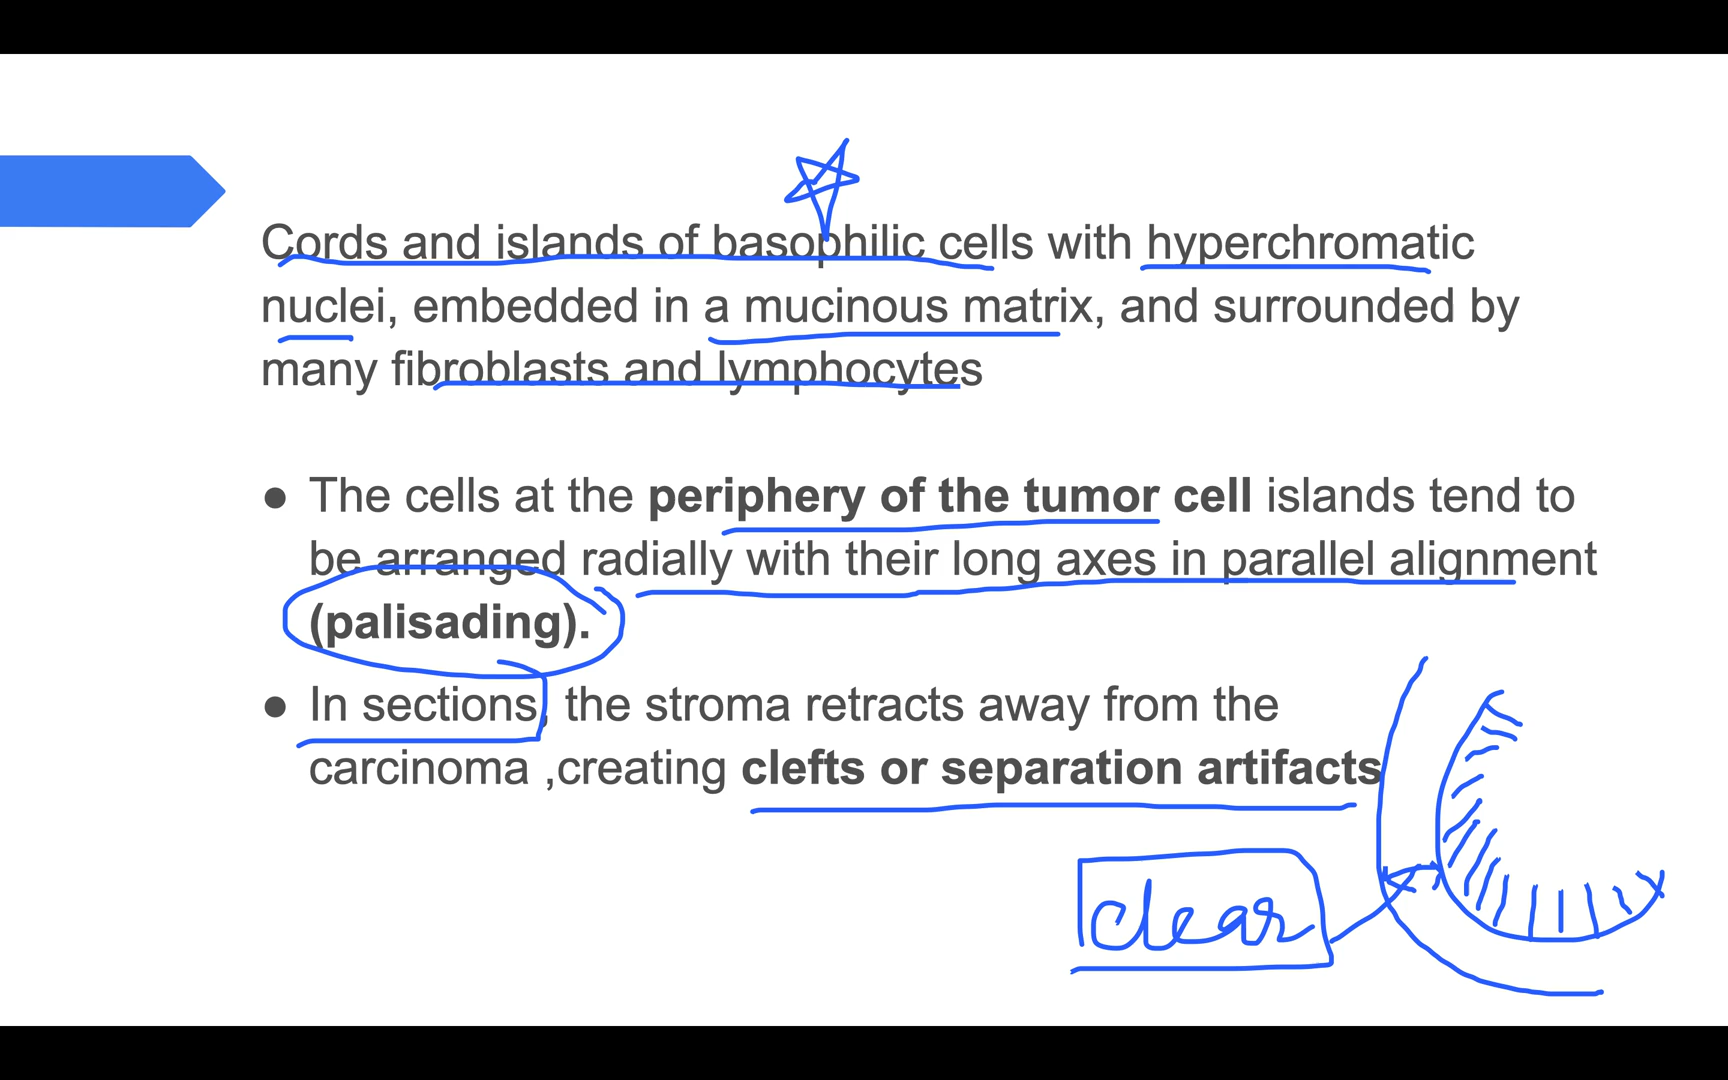 Cords and islands of basophilic cells with hyperchromatic
nuclei, embedded in a mucinous matrix, and surrounded by
many fibroblasts and lymphocytes
● The cells at the periphery of the tumor cell islands tend to
be arranged radially with their long axes in parallel alignment
(palisading).
● In sections, the stroma retracts away from the
carcinoma ,creating clefts or separation artifacts
clear